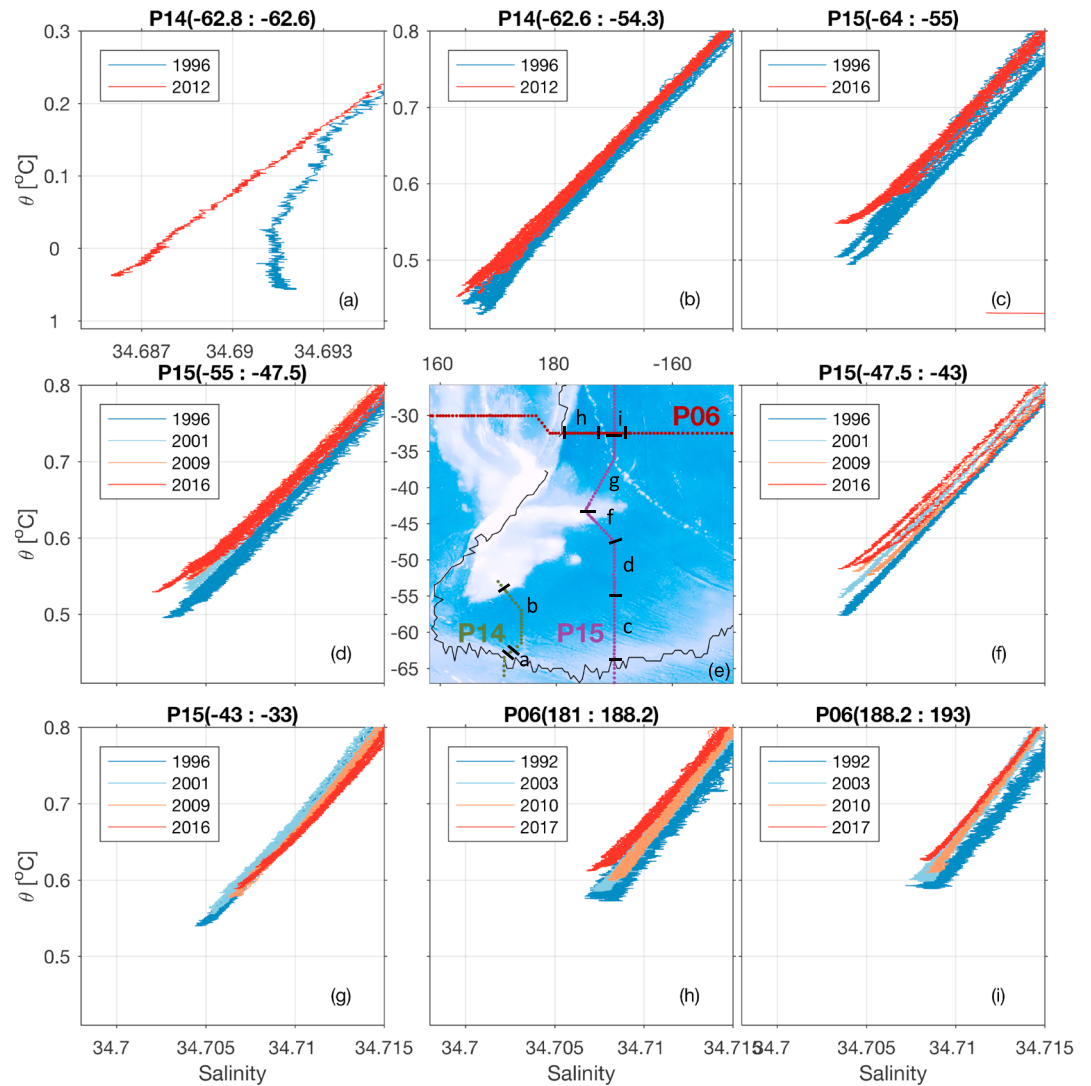 P14(-62.8 : -62.6)
0.3
0.2
0.1
0
1
θ [°C]
1996
2012
(a)
34.687
34.69
34.693
P14(-62.6 : -54.3)
0.8
0.7
0.6
0.5
1996
2012
(b)
P15(-64 : -55)
1996
2016
(c)
P15(-55 : -47.5)
0.8
0.7
0.6
0.5
θ [°C]
1996
2001
2009
2016
(d)
160
180
-160
-30
-35
-40
-45
-50
-55
-60
-65
h
i
P06
g
f
d
b
P14
P15
c
a
(e)
P15(-47.5 : -43)
1996
2001
2009
2016
(f)
P15(-43 : -33)
0.8
0.7
0.6
0.5
θ [°C]
1996
2001
2009
2016
(g)
34.7
34.705
34.71
34.715
Salinity
P06(181 : 188.2)
1992
2003
2010
2017
(h)
34.7
34.705
34.71
34.715
Salinity
P06(188.2 : 193)
1992
2003
2010
2017
(i)
34.7
34.705
34.71
34.715
Salinity